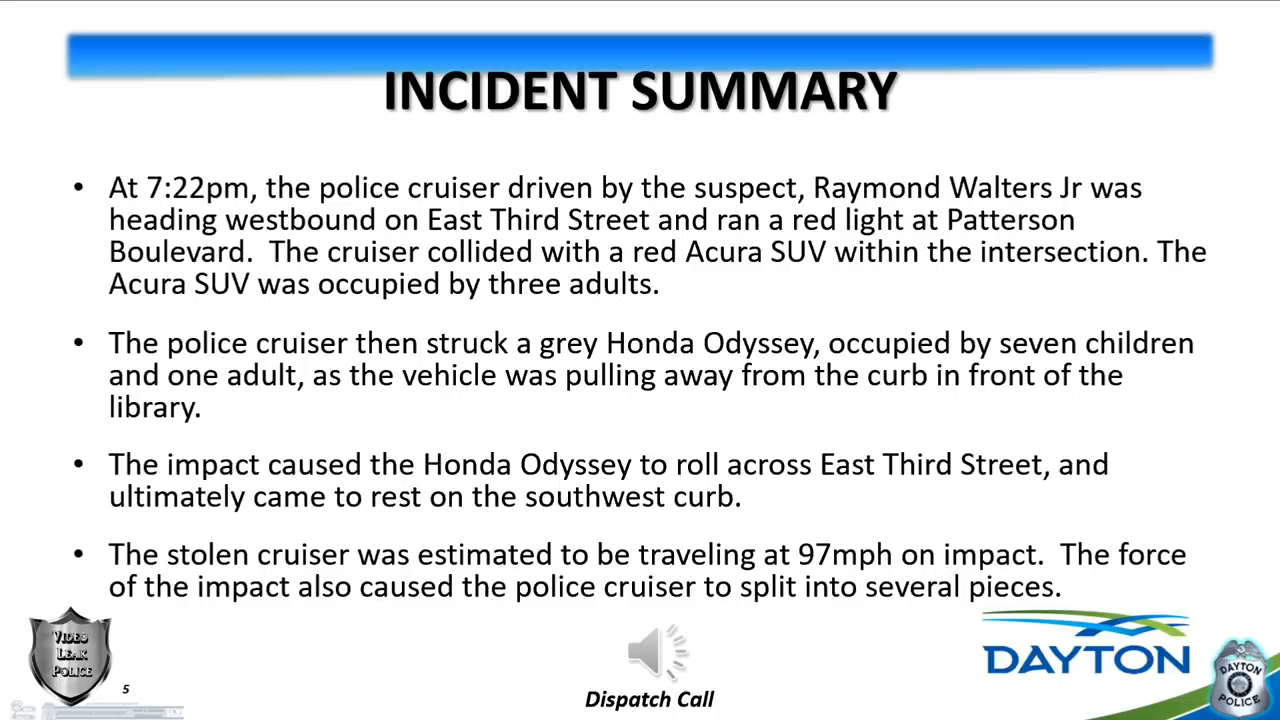 INCIDENT SUMMARY
• At 7:22pm, the police cruiser driven by the suspect, Raymond Walters Jr was
heading westbound on East Third Street and ran a red light at Patterson
Boulevard.  The cruiser collided with a red Acura SUV within the intersection. The
Acura SUV was occupied by three adults.
• The police cruiser then struck a grey Honda Odyssey, occupied by seven children
and one adult, as the vehicle was pulling away from the curb in front of the
library.
• The impact caused the Honda Odyssey to roll across East Third Street, and
ultimately came to rest on the southwest curb.
• The stolen cruiser was estimated to be traveling at 97mph on impact.  The force
of the impact also caused the police cruiser to split into several pieces.
VIDEO
LEAK
POLICE
5
Dispatch Call
DAYTON
DAYTON
POLICE